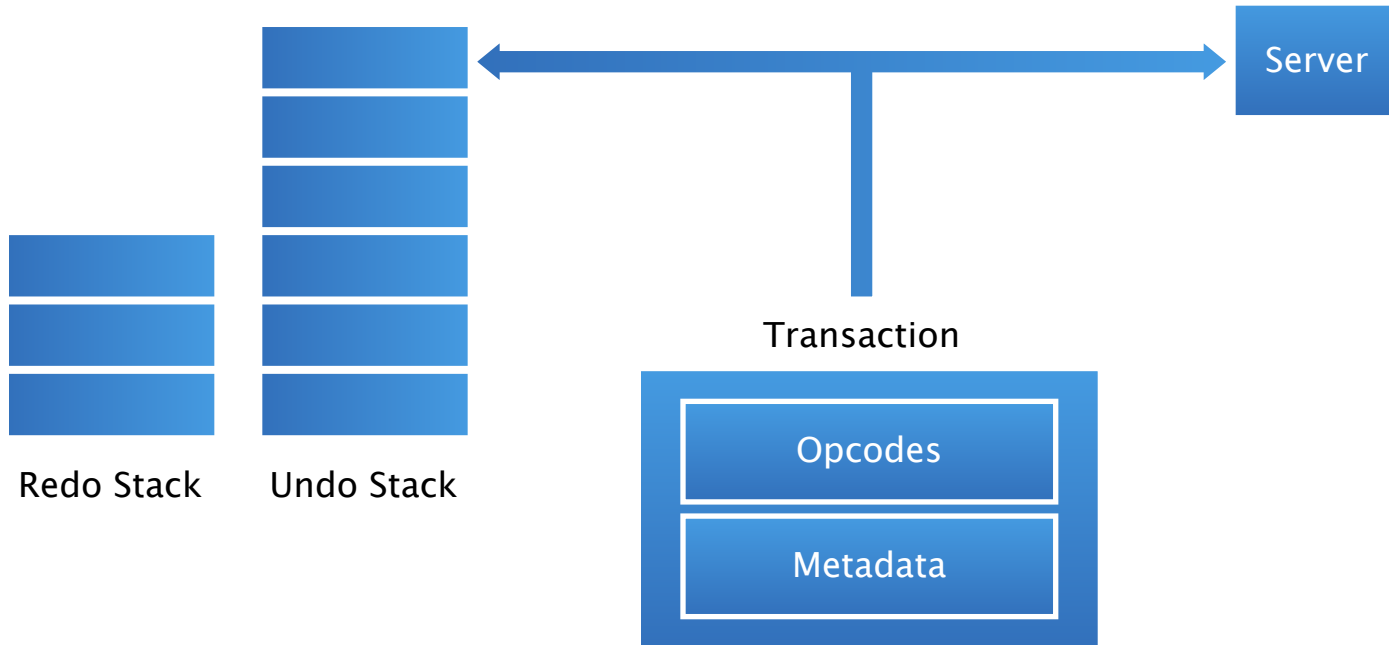 Server
Transaction
Opcodes
Redo Stack
Undo Stack
Metadata